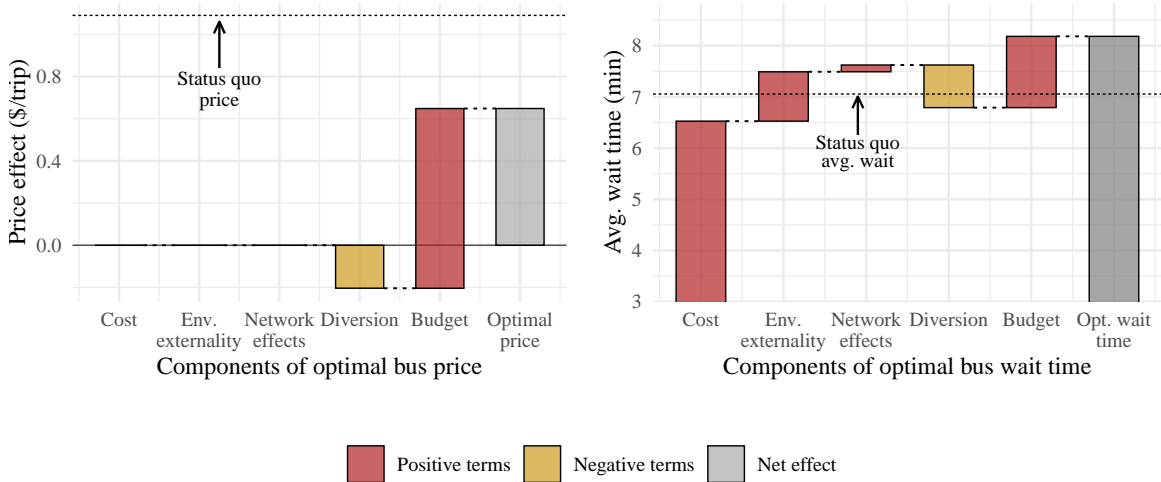 Price effect ($/trip)
0.8
0.4
0.0
Status quo
price
Cost
Env.
externality
Network
effects
Diversion
Budget
Optimal
price
Components of optimal bus price
Avg. wait time (min)
8
7
6
5
4
3
Status quo
avg. wait
Cost
Env.
externality
Network
effects
Diversion
Budget
Opt. wait
time
Components of optimal bus wait time
Positive terms
Negative terms
Net effect